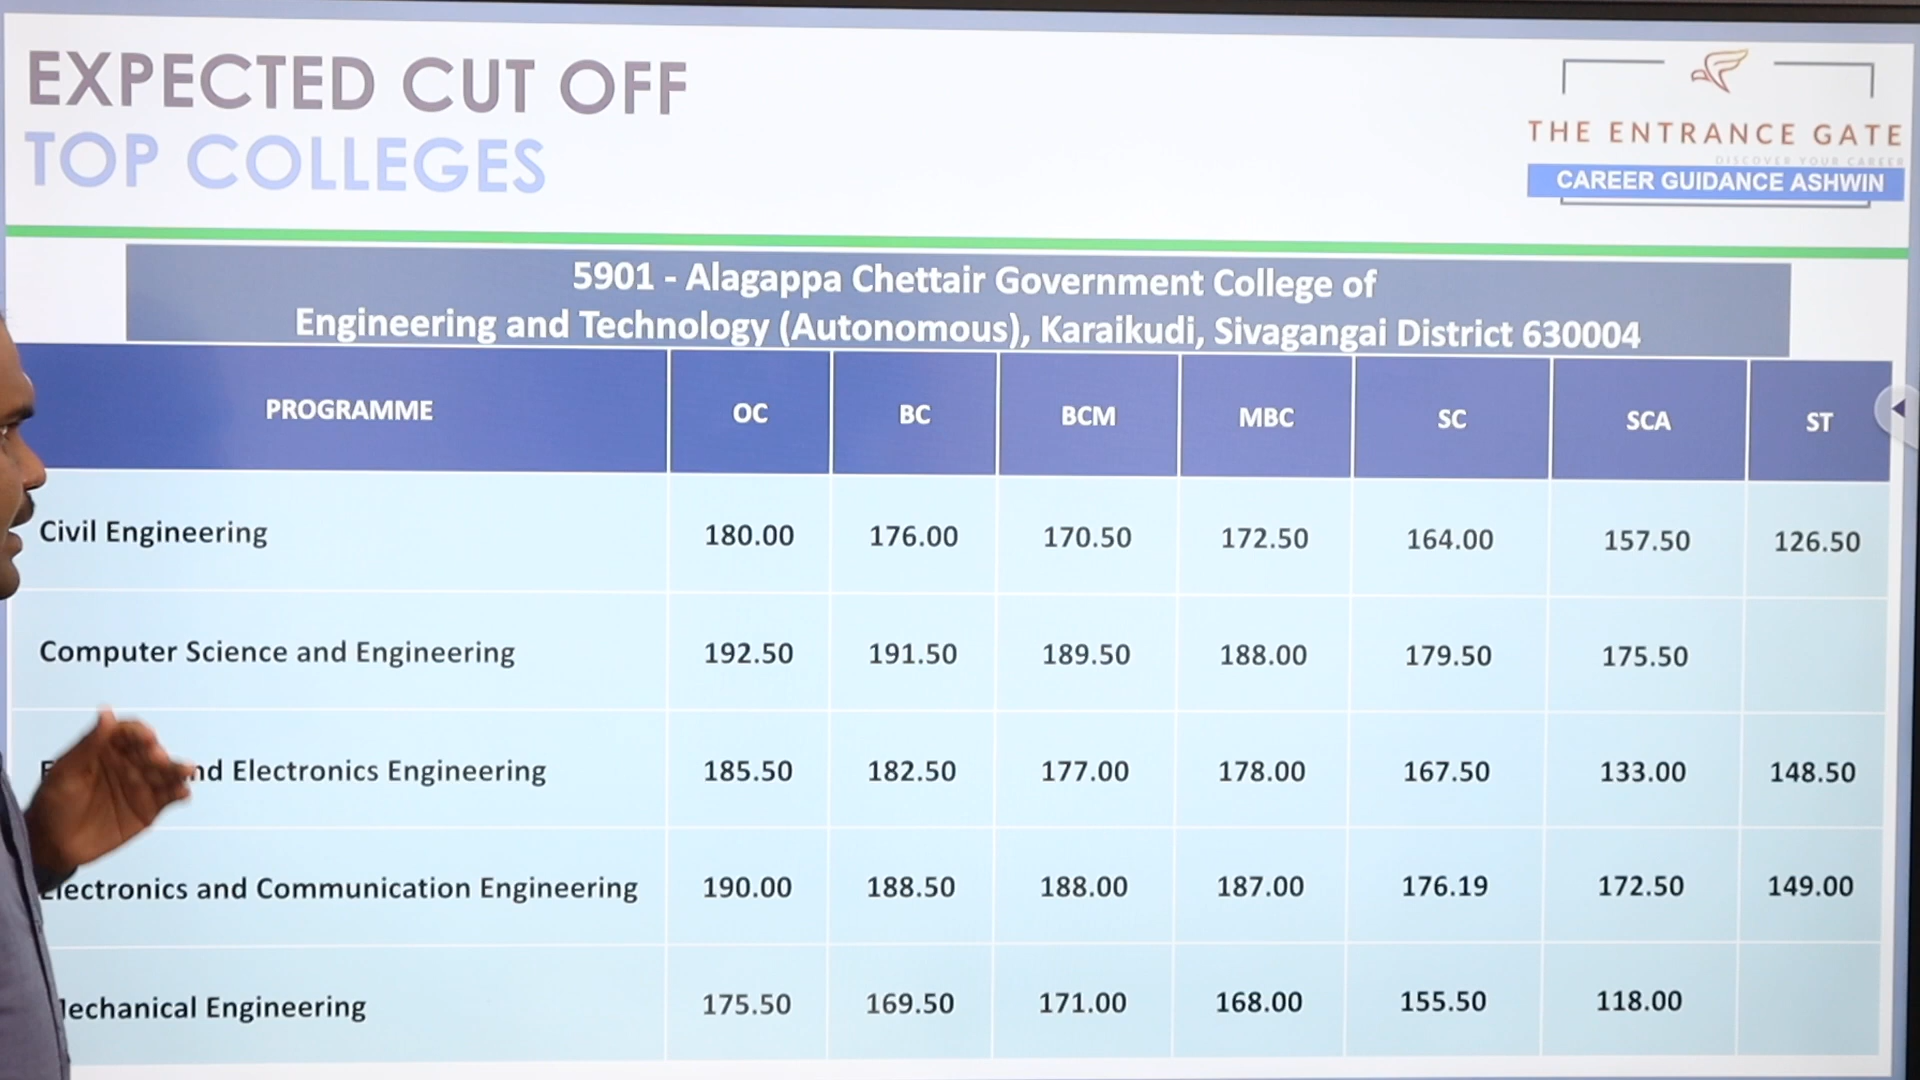 EXPECTED CUT OFF
TOP COLLEGES
THE ENTRANCE GATE
DISCOVER YOUR CAREER
CAREER GUIDANCE ASHWIN
5901 - Alagappa Chettair Government College of
Engineering and Technology (Autonomous), Karaikudi, Sivagangai District 630004
PROGRAMME OC BC BCM MBC SC SCA ST
Civil Engineering 180.00 176.00 170.50 172.50 164.00 157.50 126.50
Computer Science and Engineering 192.50 191.50 189.50 188.00 179.50 175.50
Electronics Engineering 185.50 182.50 177.00 178.00 167.50 133.00 148.50
Electronics and Communication Engineering 190.00 188.50 188.00 187.00 176.19 172.50 149.00
Mechanical Engineering 175.50 169.50 171.00 168.00 155.50 118.00